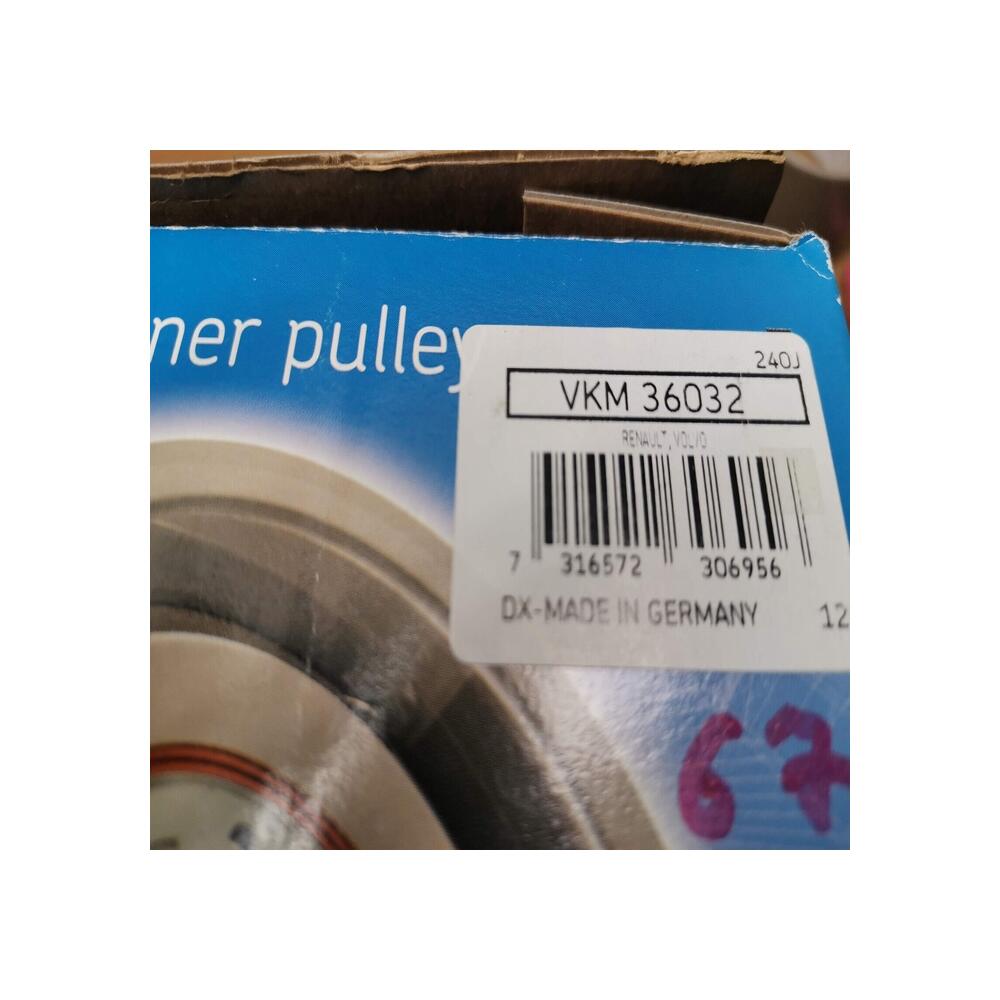 ner pulley
240J
VKM 36032
RENAULT, VOLVO
7 316572 306956
DX-MADE IN GERMANY 12
67